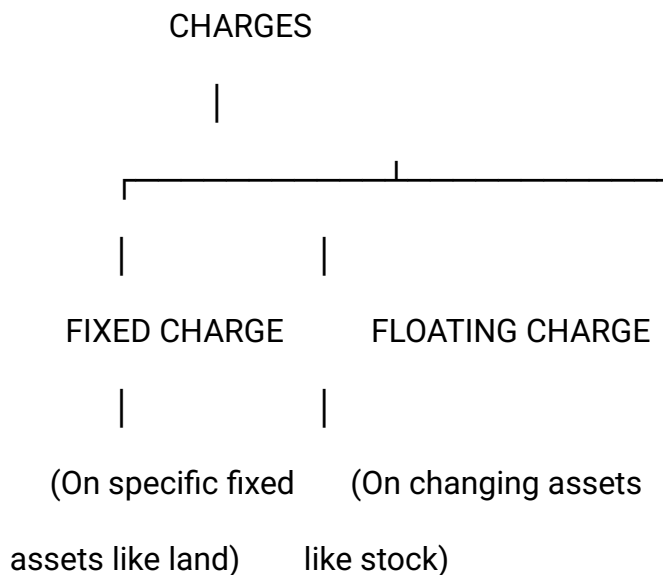 CHARGES
FIXED CHARGE FLOATING CHARGE
(On specific fixed (On changing assets
assets like land) like stock)